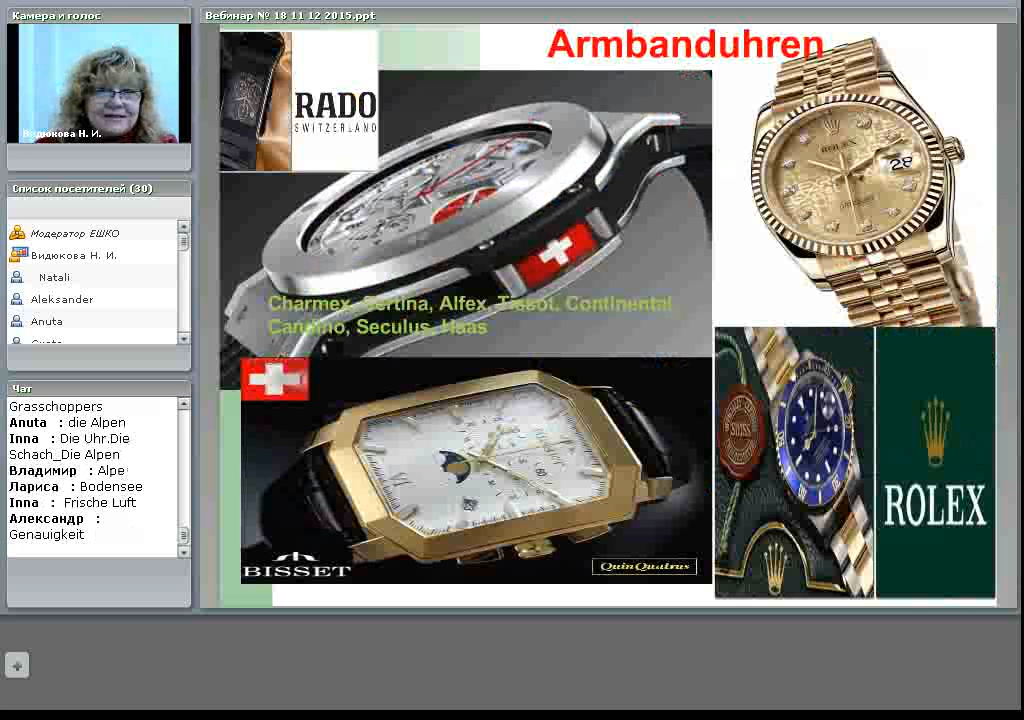 Камера и голос
Видюкова Н. И.
Список посетителей (30)
Модератор ЕШКО
Видюкова Н. И.
Natali
Aleksander
Anuta
Чат
Grasschoppers
Anuta : die Alpen
Inna : Die Uhr.Die
Schach_Die Alpen
Владимир : Alpe
Лариса : Bodensee
Inna : Frische Luft
Александр :
Genauigkeit
Вебинар № 18 11 12 2015.ppt
Armbanduhren
RADO
SWITZERLAND
ROLEX
28
Charmex, Certina, Alfex, Tissot, Continental
Candino, Seculus, Haas
BISSET
QuinQuatrus
SWISS
ROLEX